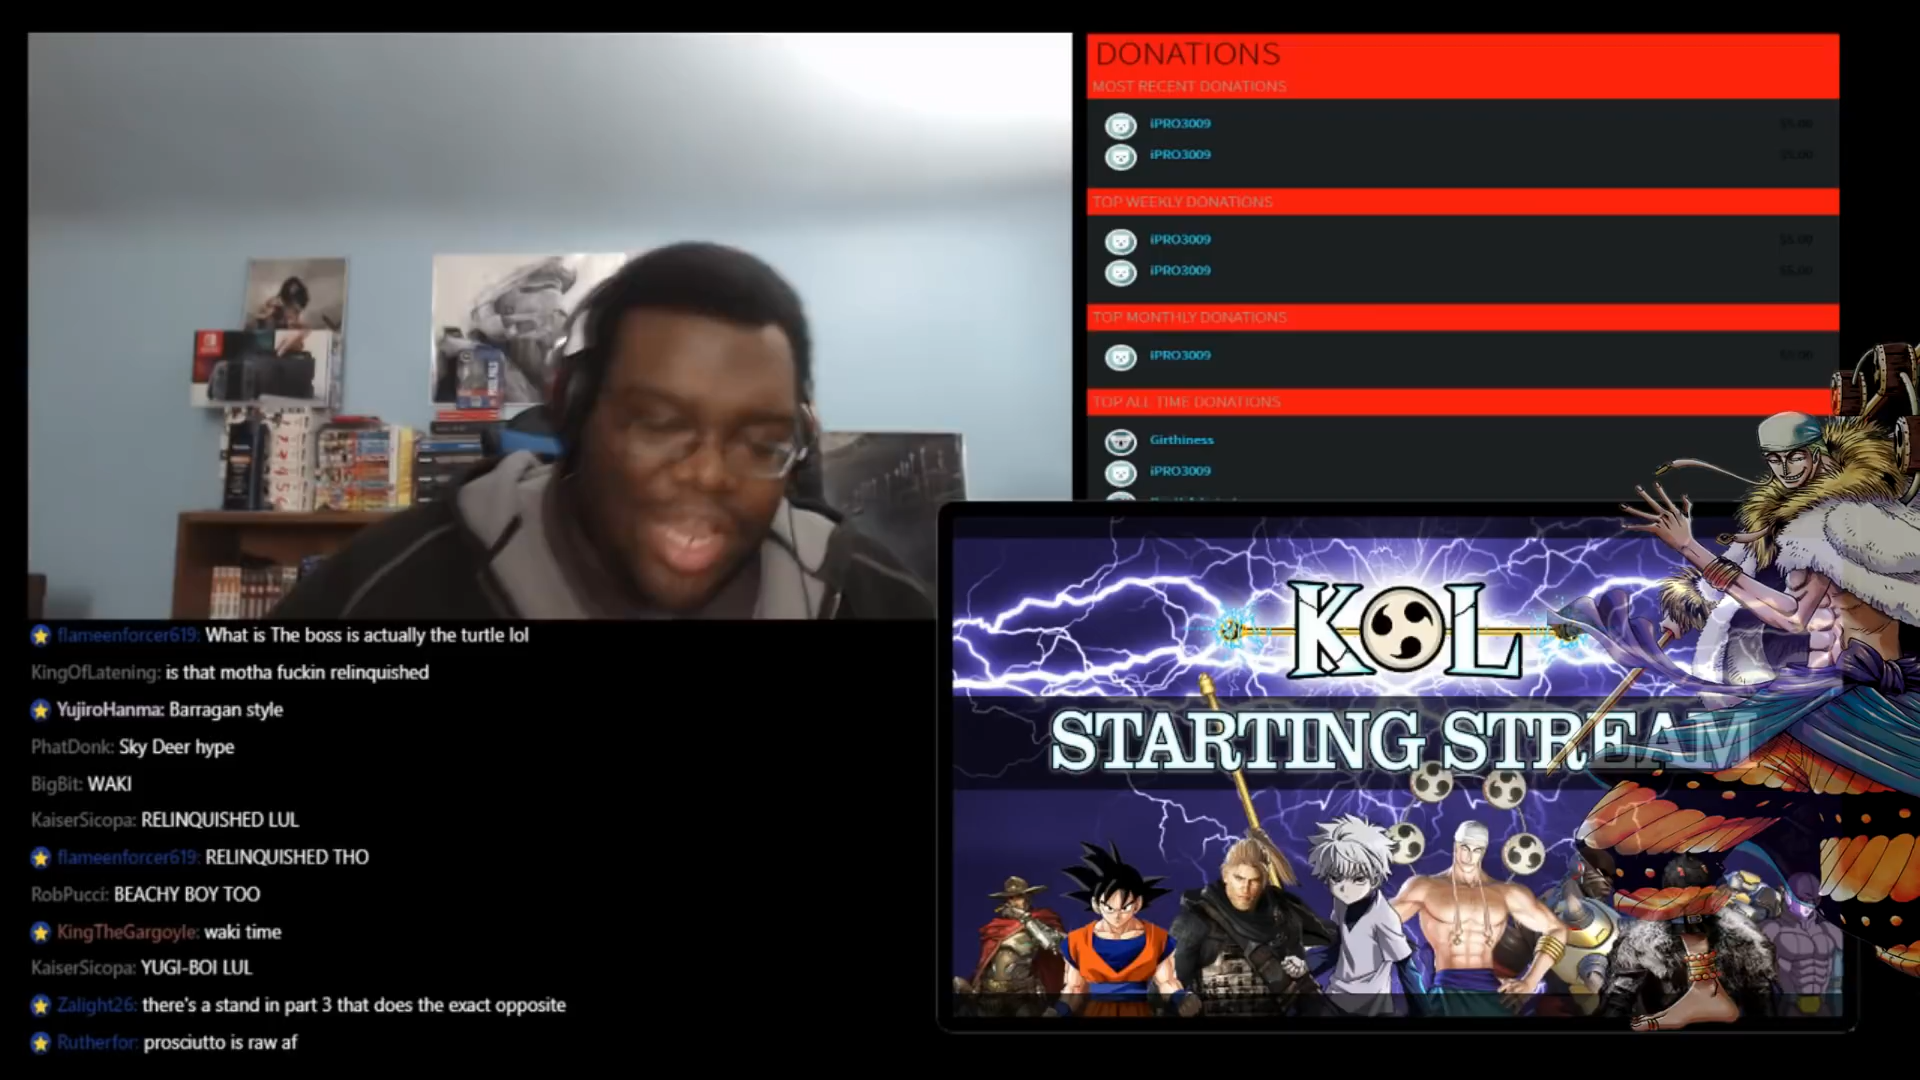 DONATIONS
MOST RECENT DONATIONS
iPRO3009
iPRO3009
TOP WEEKLY DONATIONS
iPRO3009 $5.00
iPRO3009 $5.00
TOP MONTHLY DONATIONS
iPRO3009
TOP ALL TIME DONATIONS
Girthiness
iPRO3009
KOL
STARTING STREAM
flameenforcer619: What is The boss is actually the turtle lol
KingOfLatening: is that motha fuckin relinquished
YujiroHanma: Barragan style
PhatDonk: Sky Deer hype
BigBit: WAKI
KaiserSicopa: RELINQUISHED LUL
flameenforcer619: RELINQUISHED THO
RobPucci: BEACHY BOY TOO
KingTheGargoyle: waki time
KaiserSicopa: YUGI-BOI LUL
Zalight26: there's a stand in part 3 that does the exact opposite
Rutherfor: prosciutto is raw af